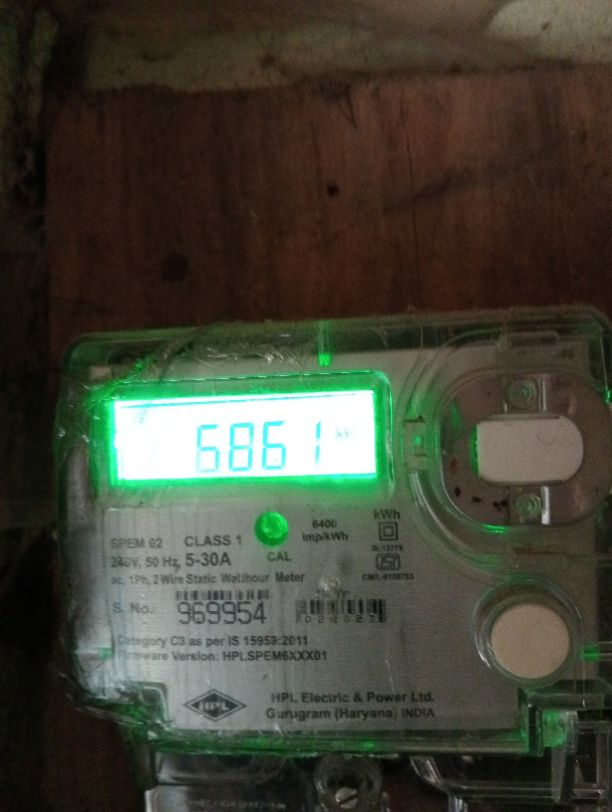 6861
SPEM 02 CLASS 1
6400
imp/kWh
kWh
240V, 50 Hz, 5-30A
CAL
IS:13779
ac, 1Ph, 2 Wire Static Watthour Meter
S. No. 969954
Category C3 as per IS 15959:2011
Firmware Version: HPLSPEM6XXX01
HPL
HPL Electric & Power Ltd.
Gurugram (Haryana) INDIA